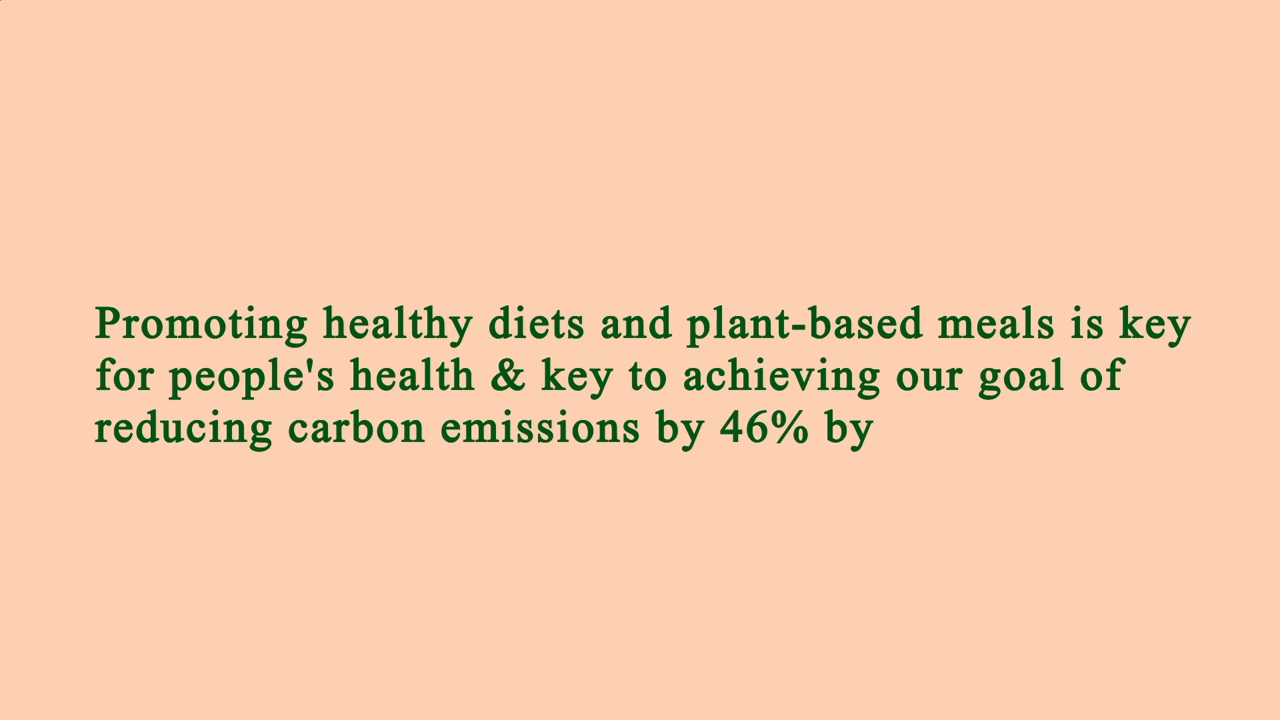 Promoting healthy diets and plant-based meals is key
for people's health & key to achieving our goal of
reducing carbon emissions by 46% by